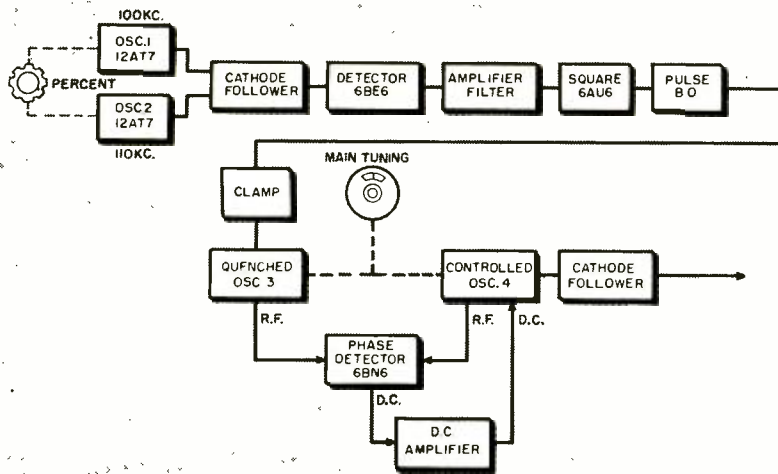 100KC.
OSC.1
12AT7
PERCENT
OSC2
12AT7
110KC.
CATHODE
FOLLOWER
DETECTOR
6BE6
AMPLIFIER
FILTER
SQUARE
6AU6
PULSE
B O
MAIN TUNING
CLAMP
QUENCHED
OSC 3
CONTROLLED
OSC. 4
CATHODE
FOLLOWER
R.F.
R.F.
D.C.
PHASE
DETECTOR
6BN6
D.C.
D.C
AMPLIFIER